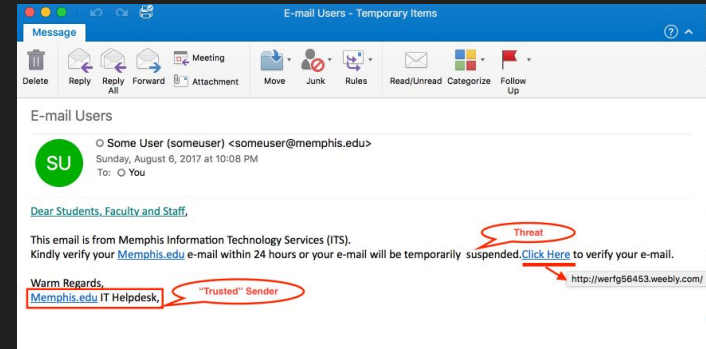 E-mail Users - Temporary Items
Message
?
Delete
Reply
Reply All
Forward
Meeting
Attachment
Move
Junk
Rules
Read/Unread
Categorize
Follow Up
E-mail Users
SU
Some User (someuser) <someuser@memphis.edu>
Sunday, August 6, 2017 at 10:08 PM
To: You
Dear Students, Faculty and Staff,
Threat
This email is from Memphis Information Technology Services (ITS).
Kindly verify your Memphis.edu e-mail within 24 hours or your e-mail will be temporarily suspended.Click Here to verify your e-mail.
http://werfg56453.weebly.com/
Warm Regards,
Memphis.edu IT Helpdesk,
"Trusted" Sender